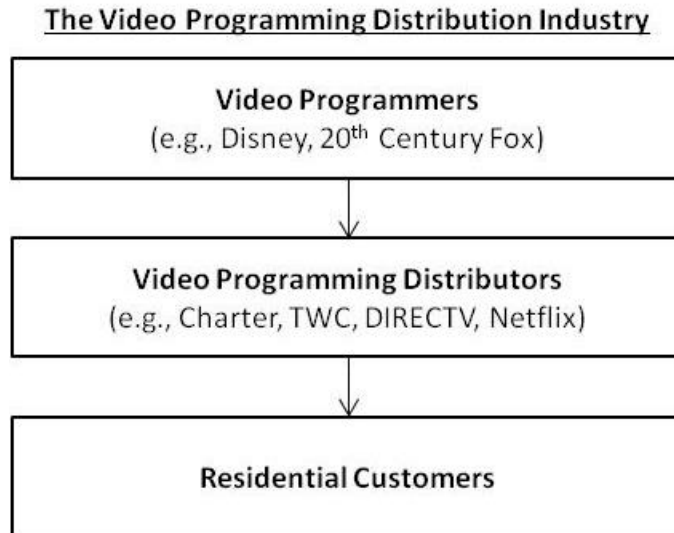 The Video Programming Distribution Industry
Video Programmers
(e.g., Disney, 20th Century Fox)
Video Programming Distributors
(e.g., Charter, TWC, DIRECTV, Netflix)
Residential Customers